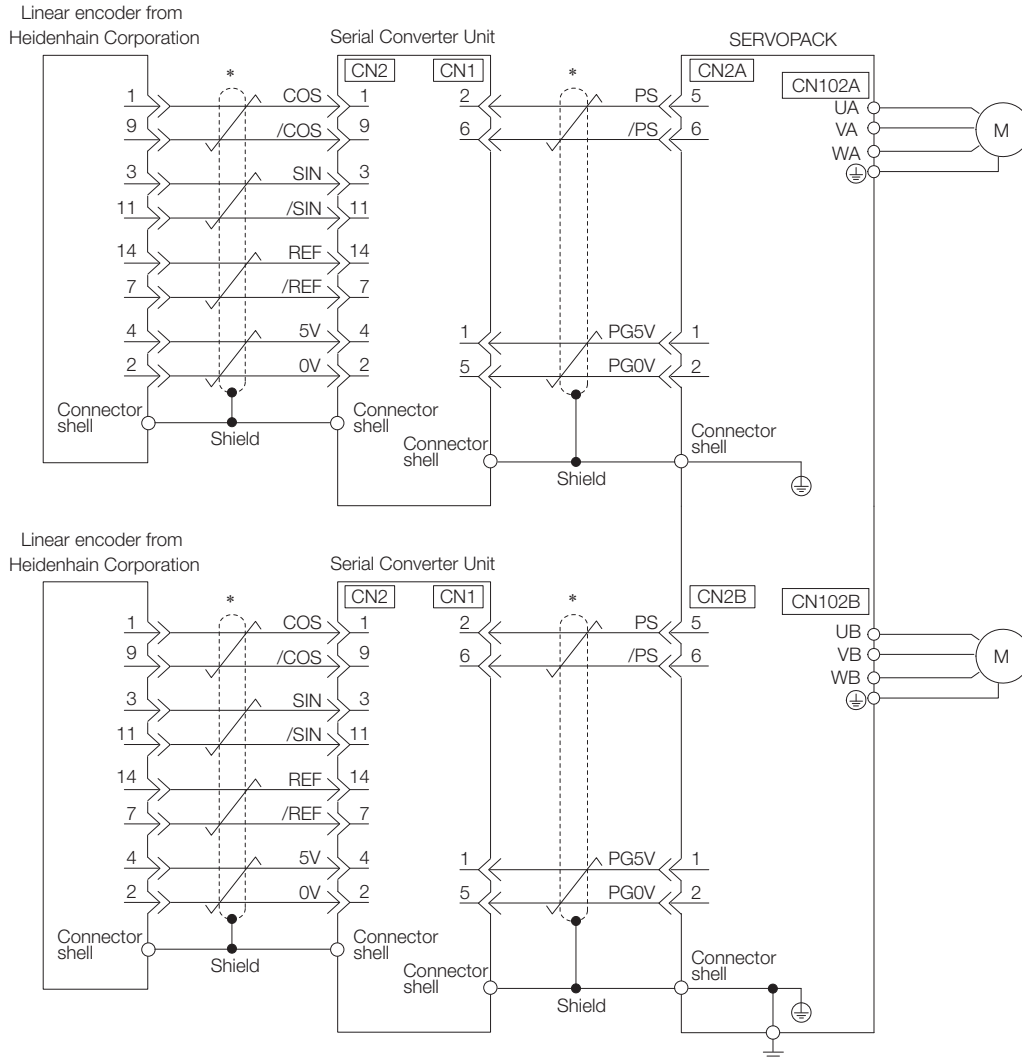 Linear encoder from
Heidenhain Corporation
Serial Converter Unit
SERVOPACK
CN2
CN1
CN2A
CN102A
*
*
1 COS 1
9 /COS 9
3 SIN 3
11 /SIN 11
14 REF 14
7 /REF 7
4 5V 4
2 0V 2
2 PS 5
6 /PS 6
1 PG5V 1
5 PG0V 2
UA
VA
WA
M
Connector
shell
Shield
Connector
shell
Connector
shell
Shield
Connector
shell
Linear encoder from
Heidenhain Corporation
Serial Converter Unit
CN2
CN1
CN2B
CN102B
*
*
1 COS 1
9 /COS 9
3 SIN 3
11 /SIN 11
14 REF 14
7 /REF 7
4 5V 4
2 0V 2
2 PS 5
6 /PS 6
1 PG5V 1
5 PG0V 2
UB
VB
WB
M
Connector
shell
Shield
Connector
shell
Connector
shell
Shield
Connector
shell